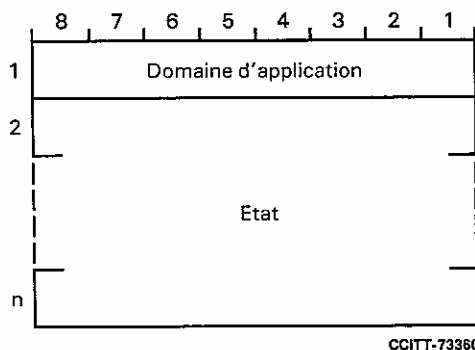 8 7 6 5 4 3 2 1
1 Domaine d'application
2
Etat
n
CCITT-73360